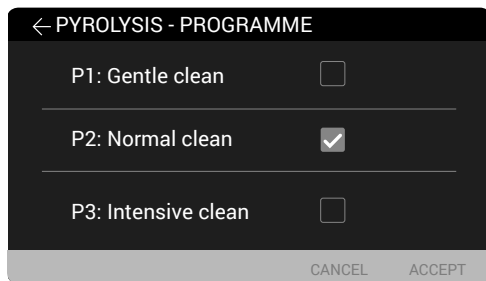 PYROLYSIS - PROGRAMME
P1: Gentle clean
P2: Normal clean
P3: Intensive clean
CANCEL ACCEPT